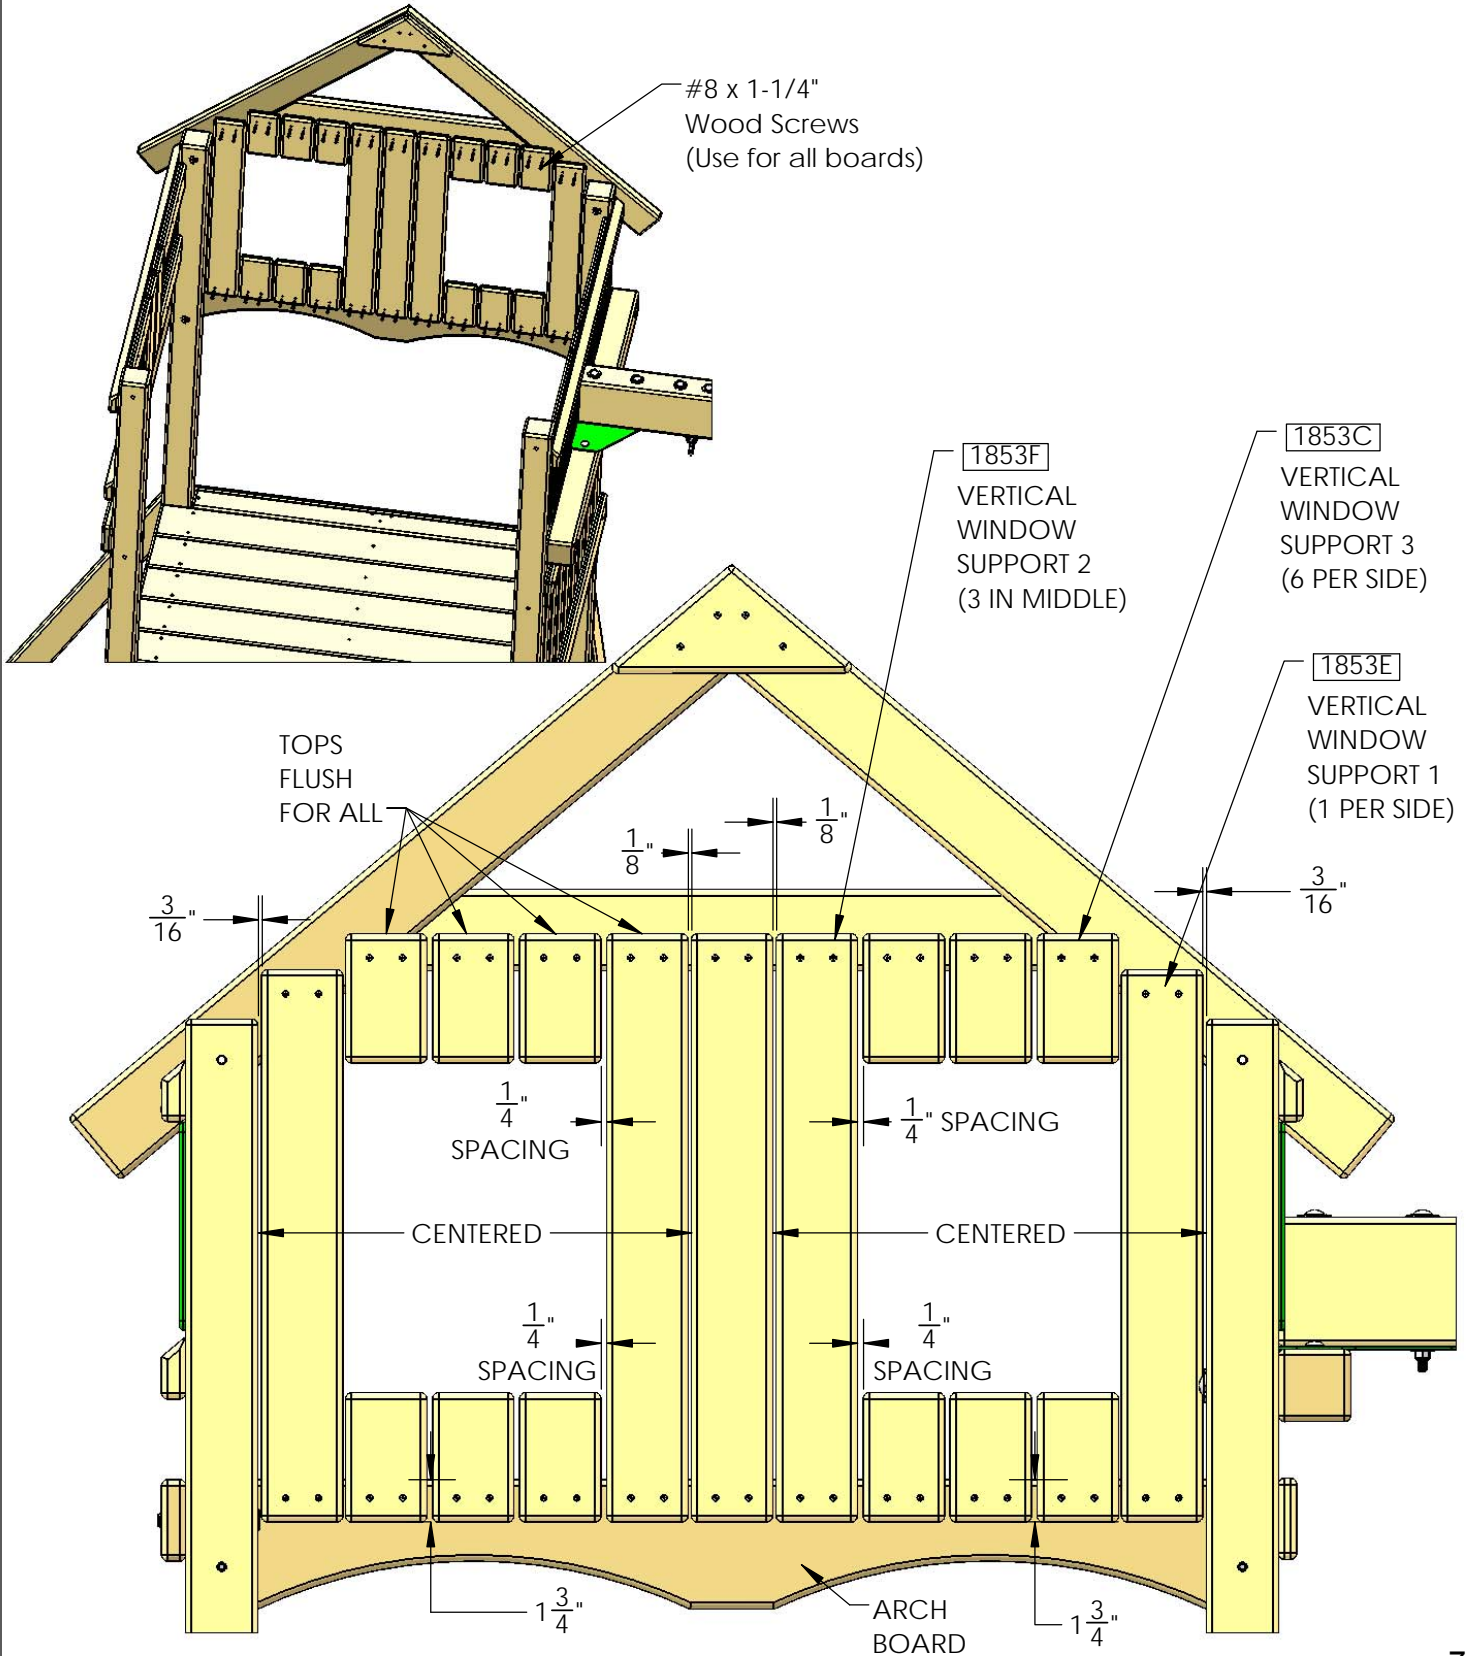 #8 x 1-1/4"
Wood Screws
(Use for all boards)
1853F
VERTICAL
WINDOW
SUPPORT 2
(3 IN MIDDLE)
1853C
VERTICAL
WINDOW
SUPPORT 3
(6 PER SIDE)
1853E
VERTICAL
WINDOW
SUPPORT 1
(1 PER SIDE)
TOPS
FLUSH
FOR ALL
1/8"
1/8"
3/16"
3/16"
1/4"
SPACING
1/4" SPACING
CENTERED
CENTERED
1/4"
SPACING
1/4"
SPACING
1 3/4"
ARCH
BOARD
1 3/4"